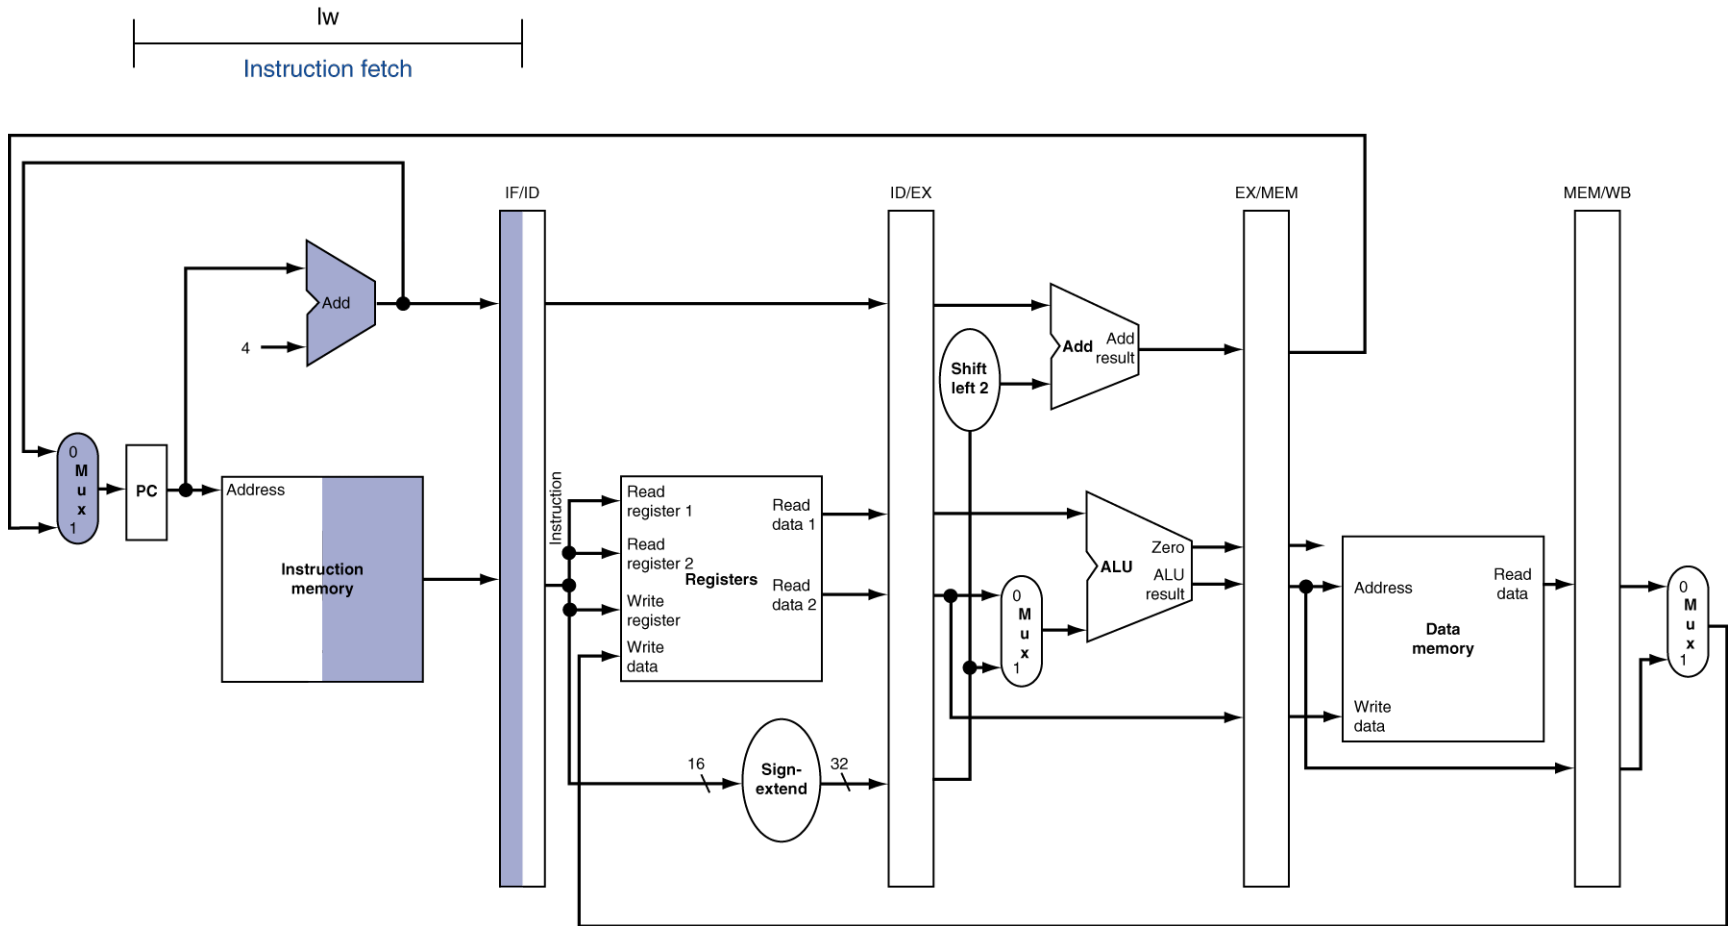 lw
Instruction fetch
IF/ID
ID/EX
EX/MEM
MEM/WB
Add
4
Shift
left 2
Add
Add
result
0
M
u
x
1
PC
Address
Instruction
memory
Instruction
Read
register 1
Read
register 2
Write
register
Write
data
Registers
Read
data 1
Read
data 2
16
Sign-
extend
32
0
M
u
x
1
ALU
Zero
ALU
result
Address
Read
data
Data
memory
Write
data
0
M
u
x
1